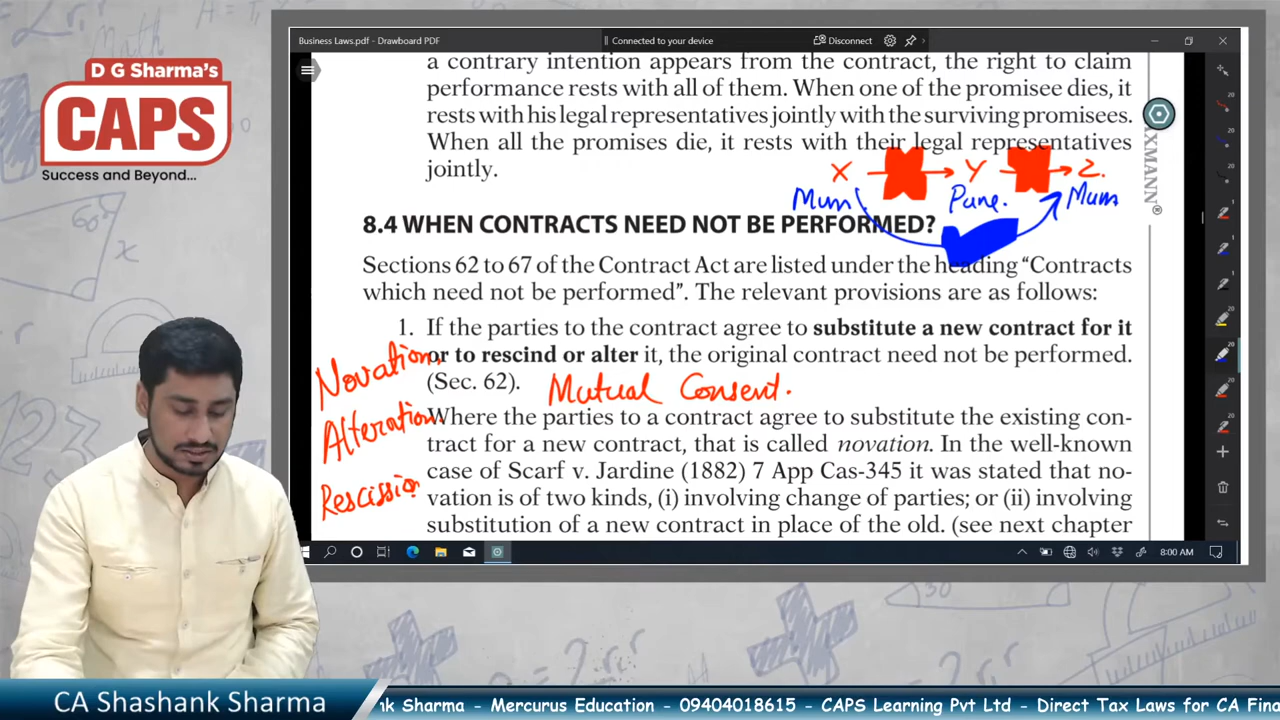 D G Sharma's
CAPS
Success and Beyond...
Business Laws.pdf - Drawboard PDF
Connected to your device
Disconnect
a contrary intention appears from the contract, the right to claim
performance rests with all of them. When one of the promisee dies, it
rests with his legal representatives jointly with the surviving promisees.
When all the promises die, it rests with their legal representatives
jointly.
X Y Z.
Mum Pune. Mum
XMANN®
8.4 WHEN CONTRACTS NEED NOT BE PERFORMED?
Sections 62 to 67 of the Contract Act are listed under the heading “Contracts
which need not be performed”. The relevant provisions are as follows:
1. If the parties to the contract agree to substitute a new contract for it
or to rescind or alter it, the original contract need not be performed.
(Sec. 62).
Mutual Consent.
Novation
Alteration
Rescission
Where the parties to a contract agree to substitute the existing con-
tract for a new contract, that is called novation. In the well-known
case of Scarf v. Jardine (1882) 7 App Cas-345 it was stated that no-
vation is of two kinds, (i) involving change of parties; or (ii) involving
substitution of a new contract in place of the old. (see next chapter
8:00 AM
CA Shashank Sharma
nk Sharma - Mercurus Education - 09404018615 - CAPS Learning Pvt Ltd - Direct Tax Laws for CA Fina